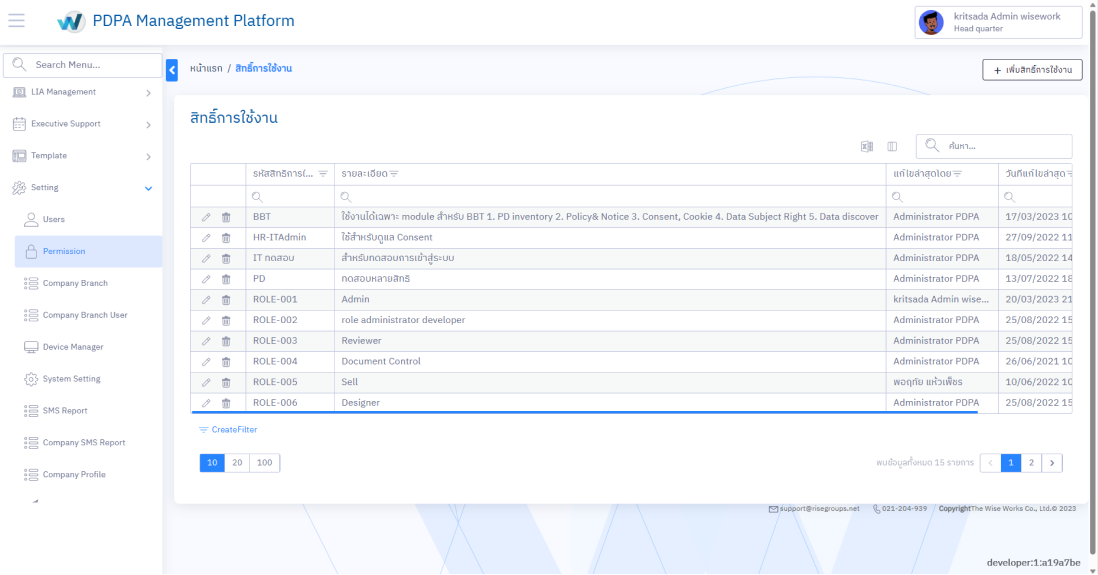 PDPA Management Platform
kritsada Admin wisework
Head quarter
Search Menu...
LIA Management
Executive Support
Template
Setting
Users
Permission
Company Branch
Company Branch User
Device Manager
System Setting
SMS Report
Company SMS Report
Company Profile
หน้าแรก / สิทธิ์การใช้งาน
+ เพิ่มสิทธิ์การใช้งาน
สิทธิ์การใช้งาน
ค้นหา...
รหัสสิทธิการใ... รายละเอียด แก้ไขล่าสุดโดย วันที่แก้ไขล่าสุด
BBT ใช้งานได้เฉพาะ module สำหรับ BBT 1. PD inventory 2. Policy& Notice 3. Consent, Cookie 4. Data Subject Right 5. Data discover Administrator PDPA 17/03/2023 10
HR-ITAdmin ใช้สำหรับดูแล Consent Administrator PDPA 27/09/2022 11
IT ทดสอบ สำหรับทดสอบการเข้าสู่ระบบ Administrator PDPA 18/05/2022 14
PD ทดสอบหลายสิทธิ Administrator PDPA 13/07/2022 18
ROLE-001 Admin kritsada Admin wise... 20/03/2023 21
ROLE-002 role administrator developer Administrator PDPA 25/08/2022 15
ROLE-003 Reviewer Administrator PDPA 25/08/2022 15
ROLE-004 Document Control Administrator PDPA 26/06/2021 10
ROLE-005 Sell พอฤทัย แก้วเพ็ชร 10/06/2022 10
ROLE-006 Designer Administrator PDPA 25/08/2022 15
CreateFilter
10 20 100
พบข้อมูลทั้งหมด 15 รายการ < 1 2 >
support@risegroups.net 021-204-939 CopyrightThe Wise Works Co., Ltd.© 2023
developer:1:a19a7be